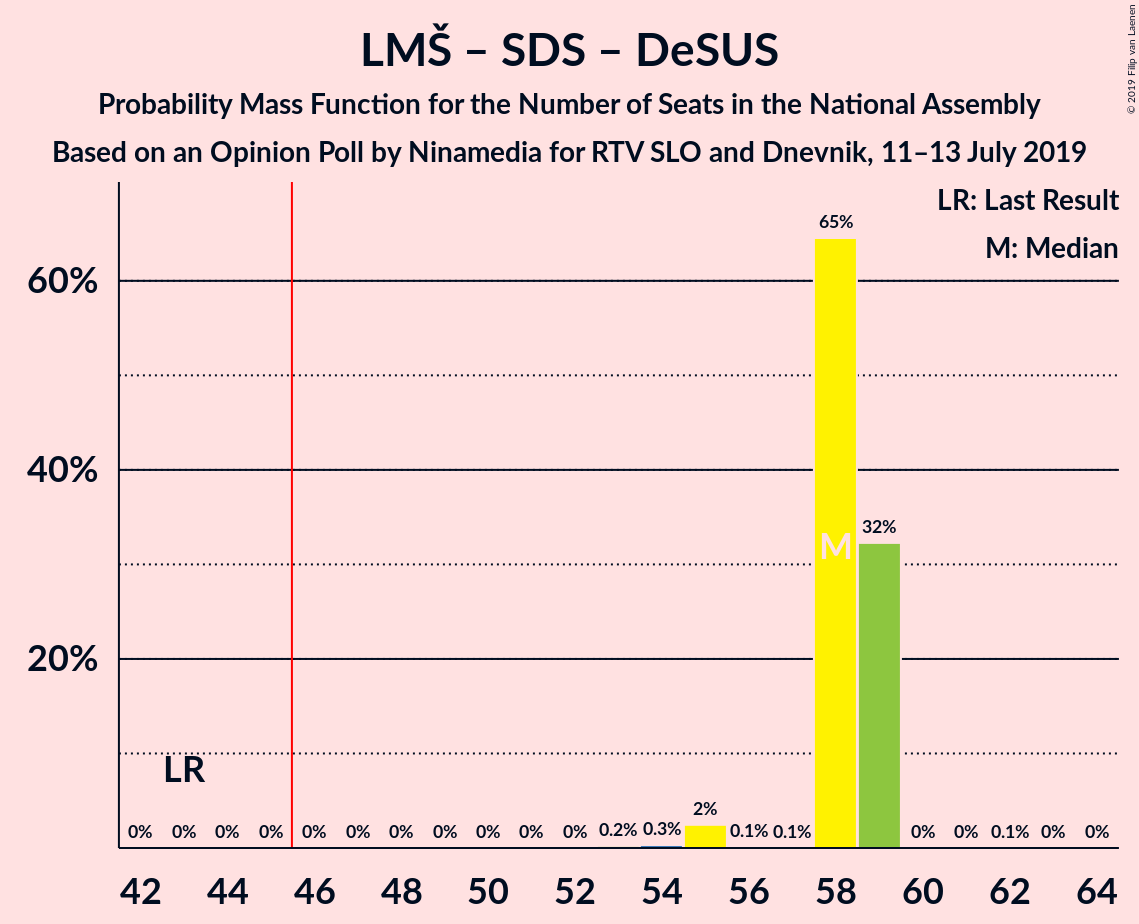 LMŠ – SDS – DeSUS
Probability Mass Function for the Number of Seats in the National Assembly
Based on an Opinion Poll by Ninamedia for RTV SLO and Dnevnik, 11–13 July 2019
© 2019 Filip van Laenen
LR: Last Result
M: Median
65%
60%
32%
M
40%
20%
LR
2%
0% 0% 0% 0% 0% 0% 0% 0% 0% 0% 0% 0.2% 0.3% 0.1% 0.1% 0% 0% 0.1% 0% 0%
42 44 46 48 50 52 54 56 58 60 62 64